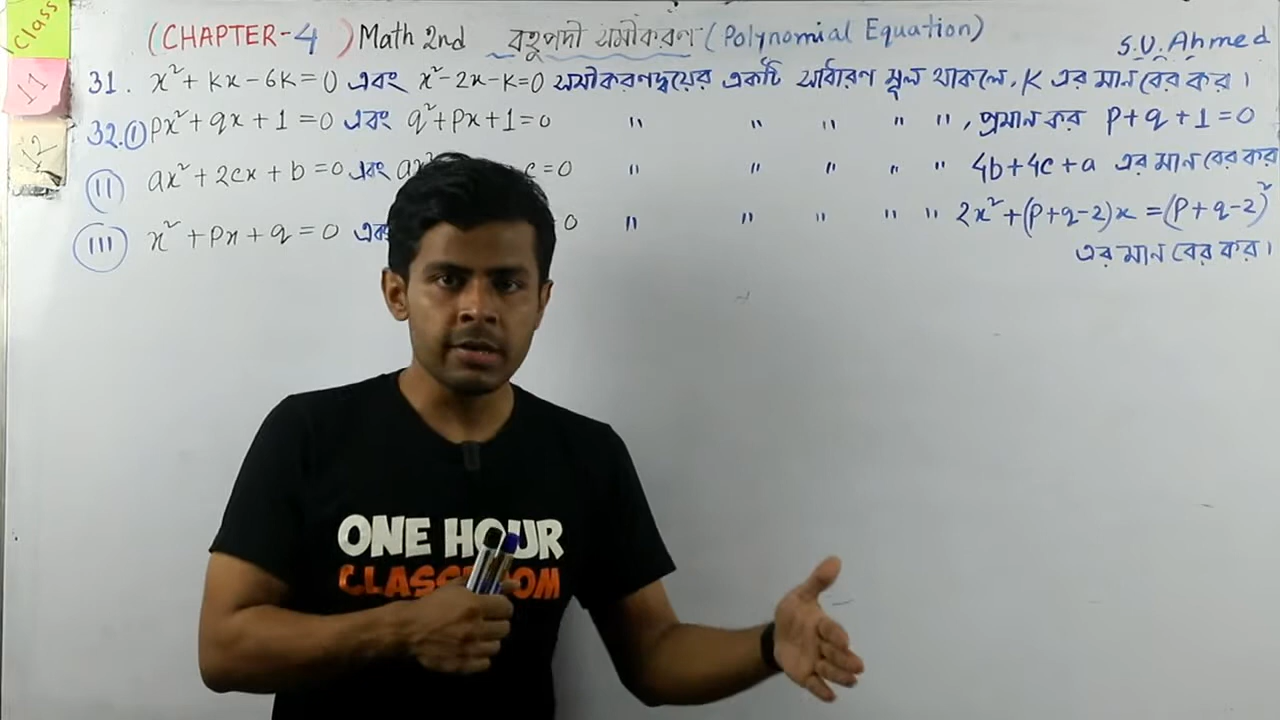 Class
11
12
(CHAPTER-4) Math 2nd বহুপদী সমীকরণ (Polynomial Equation)
S.U.Ahmed
31. x²+kx-6k=0 এবং x²-2x-k=0 সমীকরণদ্বয়ের একটি সাধারণ মূল থাকলে, k এর মান বের কর।
32.(i) px²+qx+1=0 এবং q²+px+1=0 " " " " ", প্রমান কর p+q+1=0
(ii) ax²+2cx+b=0 এবং ax² c=0 " " " " " 4b+4c+a এর মান বের কর
(iii) x²+px+q=0 এবং 0 " " " " " 2x²+(p+q-2)x=(p+q-2)²
এর মান বের কর।
ONE HOUR
CLASSROOM